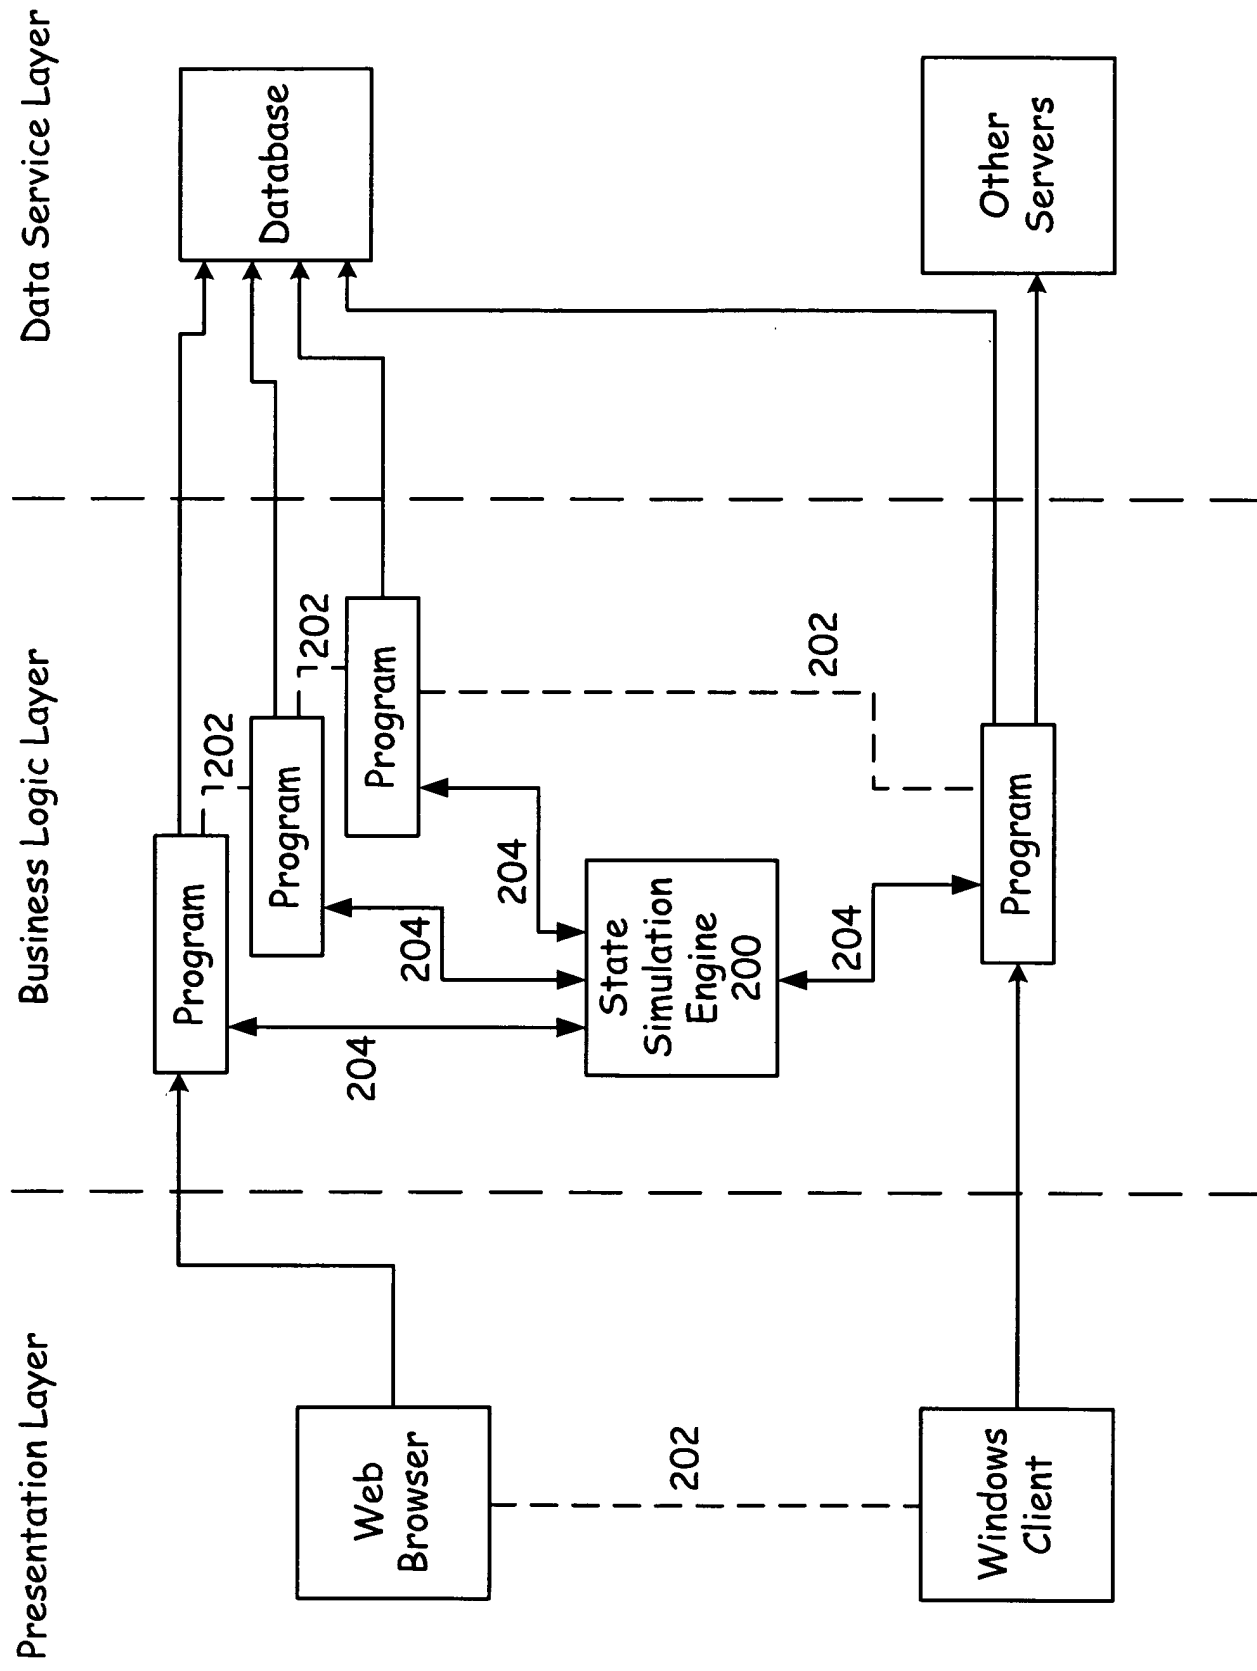 Presentation Layer
Business Logic Layer
Data Service Layer
Web
Browser
Windows
Client
202
Program
Program
Program
Program
202
202
202
204
204
204
204
State
Simulation
Engine
200
Database
Other
Servers